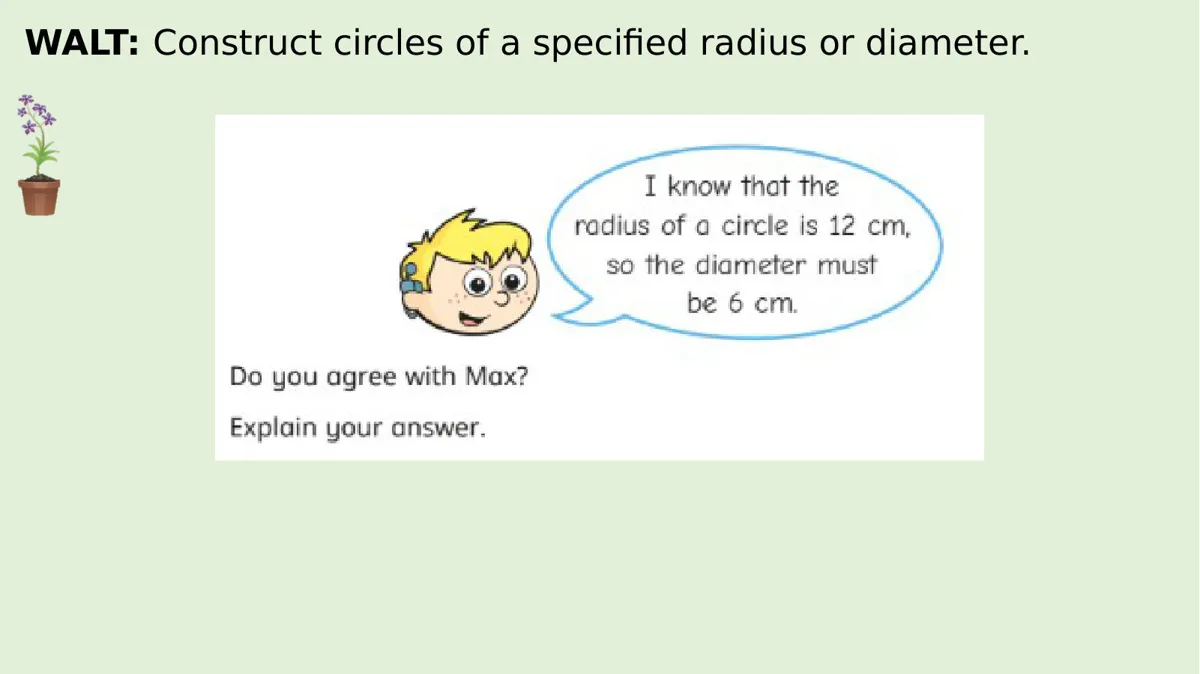 WALT: Construct circles of a specified radius or diameter.
I know that the
radius of a circle is 12 cm,
so the diameter must
be 6 cm.
Do you agree with Max?
Explain your answer.